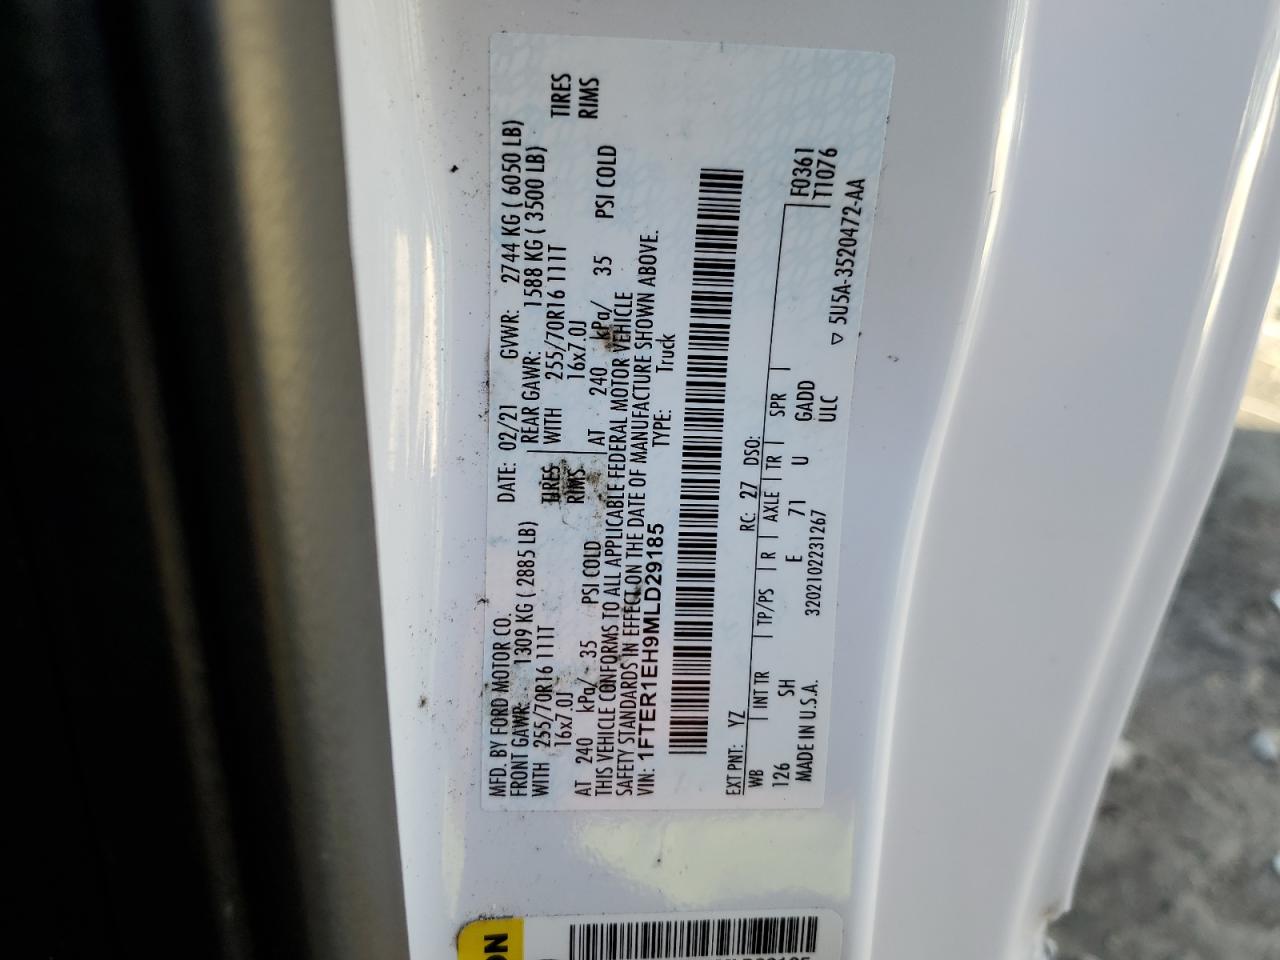 MFD. BY FORD MOTOR CO. DATE: 02/21 GVWR: 2744 KG ( 6050 LB)
FRONT GAWR: 1309 KG ( 2885 LB) REAR GAWR: 1588 KG ( 3500 LB)
WITH 255/70R16 111T TIRES WITH 255/70R16 111T TIRES
16x7.0J RIMS 16x7.0J RIMS
AT 240 kPa/ 35 PSI COLD AT 240 kPa/ 35 PSI COLD
THIS VEHICLE CONFORMS TO ALL APPLICABLE FEDERAL MOTOR VEHICLE
SAFETY STANDARDS IN EFFECT ON THE DATE OF MANUFACTURE SHOWN ABOVE.
VIN: 1FTER1EH9MLD29185 TYPE: Truck
EXT PNT: YZ RC: 27 DSO:
WB INT TR TP/PS R AXLE TR SPR F0361
126 SH E 71 U GADD T1076
MADE IN U.S.A. 3202102231267 ULC
▽ 5U5A-3520472-AA
ON